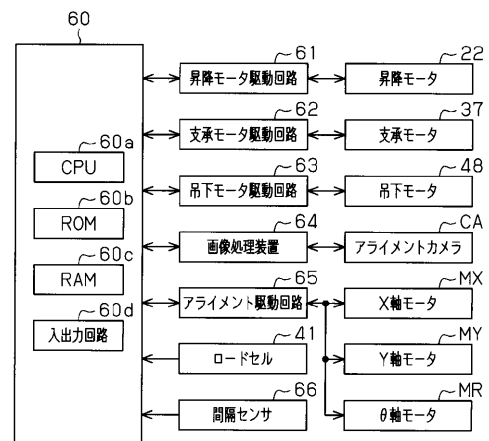 60
60a
CPU
60b
ROM
60c
RAM
60d
入出力回路
61
昇降モータ駆動回路
22
昇降モータ
62
支承モータ駆動回路
37
支承モータ
63
吊下モータ駆動回路
48
吊下モータ
64
画像処理装置
CA
アライメントカメラ
65
アライメント駆動回路
MX
X軸モータ
41
ロードセル
MY
Y軸モータ
66
間隔センサ
MR
θ軸モータ